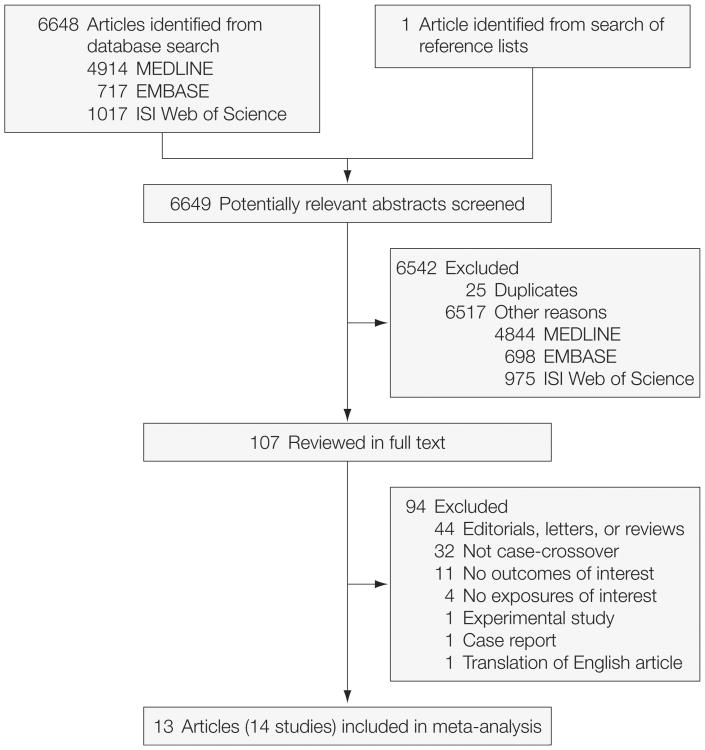 6648 Articles identified from
database search
4914 MEDLINE
717 EMBASE
1017 ISI Web of Science
1 Article identified from search of
reference lists
6649 Potentially relevant abstracts screened
6542 Excluded
25 Duplicates
6517 Other reasons
4844 MEDLINE
698 EMBASE
975 ISI Web of Science
107 Reviewed in full text
94 Excluded
44 Editorials, letters, or reviews
32 Not case-crossover
11 No outcomes of interest
4 No exposures of interest
1 Experimental study
1 Case report
1 Translation of English article
13 Articles (14 studies) included in meta-analysis